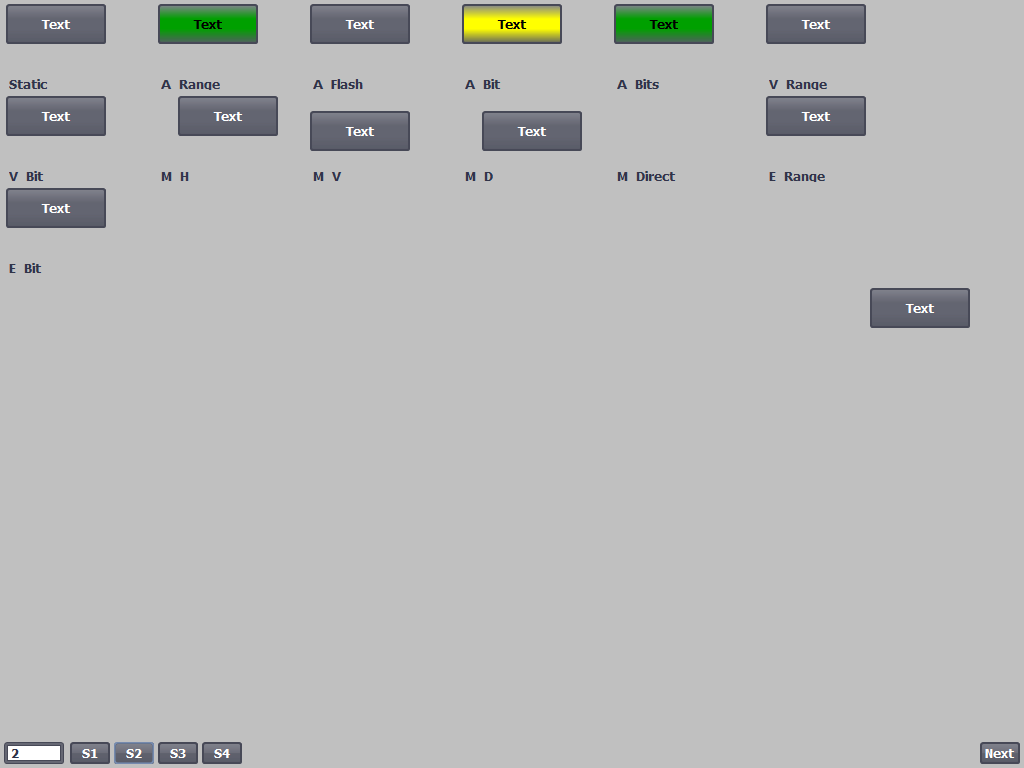 Text Text Text Text Text Text
Static A Range A Flash A Bit A Bits V Range
Text Text Text Text Text
V Bit M H M V M D M Direct E Range
Text
E Bit
Text
2 S1 S2 S3 S4 Next